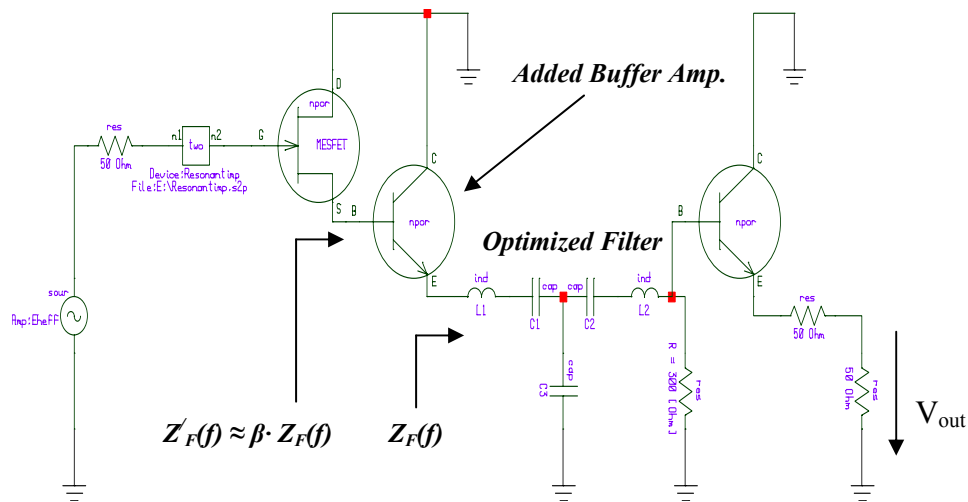 Added Buffer Amp.
D
npor
MESFET
G
S
res
50 Ohm
n1
two
n2
Device:Resonantimp
File:E:\Resonantimp.s2p
B
C
npor
E
Optimized Filter
B
C
npor
E
sour
Amp:Eheff
ind
L1
cap
C1
cap
C2
ind
L2
cap
C3
R = 300 [Ohm]
res
res
50 Ohm
res
50 Ohm
Vout
Z/F(f) ≈ β· ZF(f)
ZF(f)